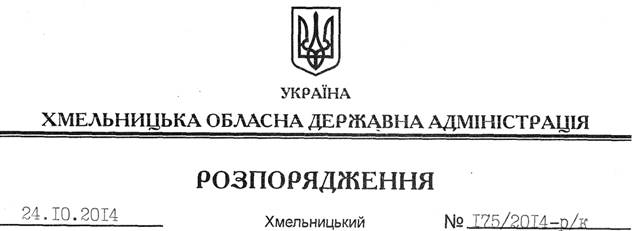 УКРАЇНА
ХМЕЛЬНИЦЬКА ОБЛАСНА ДЕРЖАВНА АДМІНІСТРАЦІЯ
РОЗПОРЯДЖЕННЯ
24.10.2014 Хмельницький № 175/2014-р/к